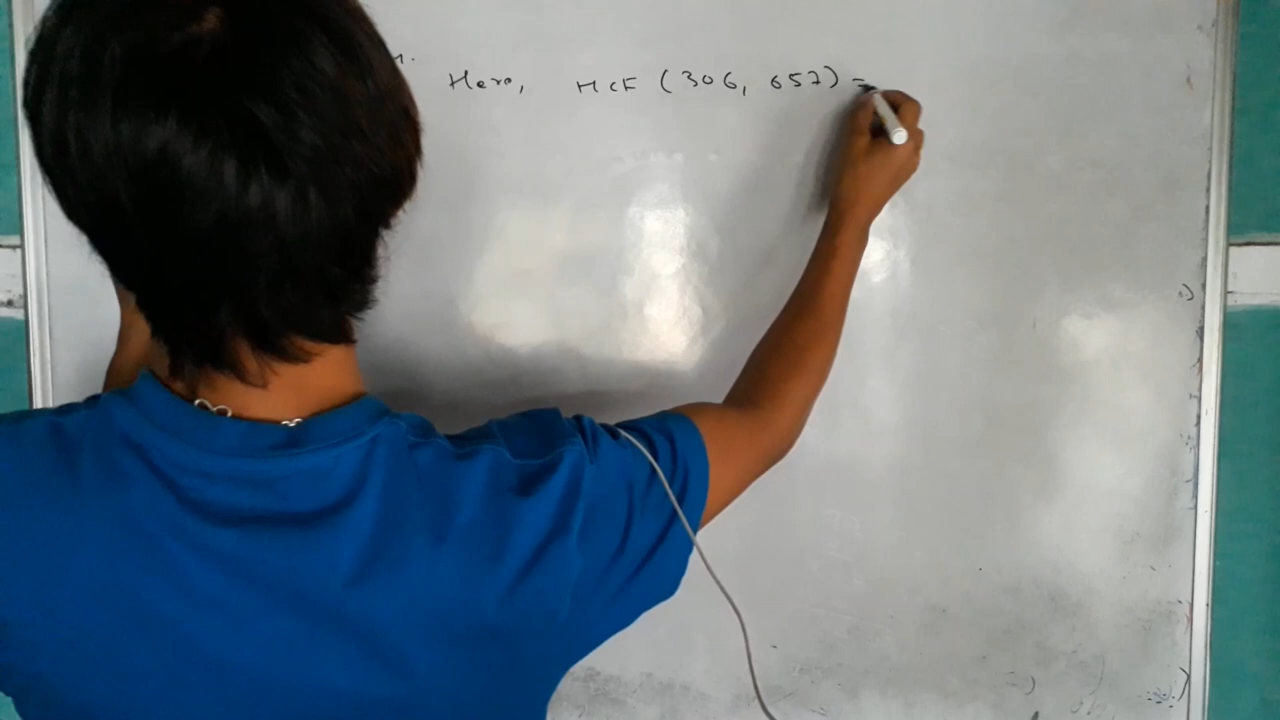 Here, HCF (306, 657) =